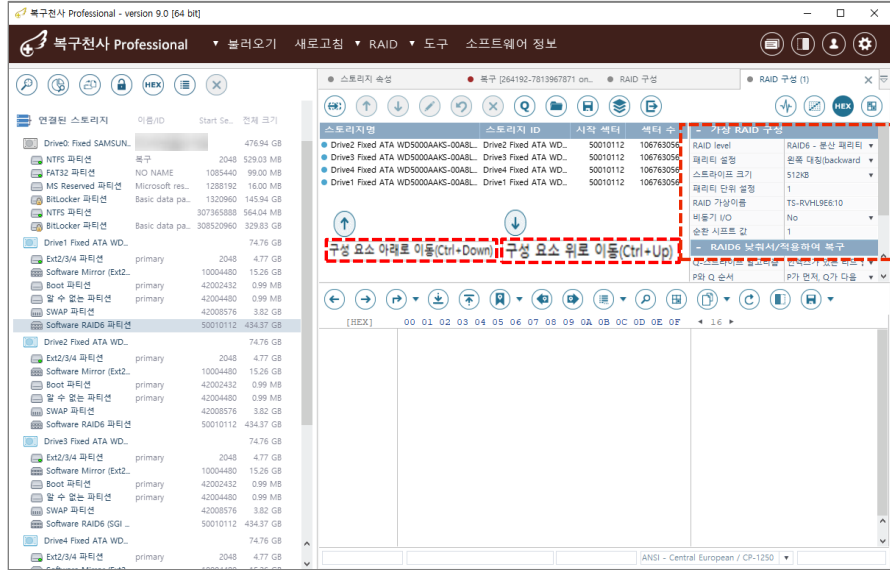 복구천사 Professional - version 9.0 [64 bit]
복구천사 Professional ▼ 불러오기 새로고침 ▼ RAID ▼ 도구 소프트웨어 정보
HEX
연결된 스토리지 이름/ID Start Se... 전체 크기
Drive0: Fixed SAMSUN... 476.94 GB
NTFS 파티션 복구 2048 529.03 MB
FAT32 파티션 NO NAME 1085440 99.00 MB
MS Reserved 파티션 Microsoft res... 1288192 16.00 MB
BitLocker 파티션 Basic data pa... 1320960 145.94 GB
NTFS 파티션 307365888 564.04 MB
BitLocker 파티션 Basic data pa... 308520960 329.83 GB
Drive1 Fixed ATA WD... 74.76 GB
Ext2/3/4 파티션 primary 2048 4.77 GB
Software Mirror (Ext2... 10004480 15.26 GB
Boot 파티션 primary 42002432 0.99 MB
알 수 없는 파티션 primary 42004480 0.99 MB
SWAP 파티션 42008576 3.82 GB
Software RAID6 파티션 50010112 434.37 GB
Drive2 Fixed ATA WD... 74.76 GB
Ext2/3/4 파티션 primary 2048 4.77 GB
Software Mirror (Ext2... 10004480 15.26 GB
Boot 파티션 primary 42002432 0.99 MB
알 수 없는 파티션 primary 42004480 0.99 MB
SWAP 파티션 42008576 3.82 GB
Software RAID6 파티션 50010112 434.37 GB
Drive3 Fixed ATA WD... 74.76 GB
Ext2/3/4 파티션 primary 2048 4.77 GB
Software Mirror (Ext2... 10004480 15.26 GB
Boot 파티션 primary 42002432 0.99 MB
알 수 없는 파티션 primary 42004480 0.99 MB
SWAP 파티션 42008576 3.82 GB
Software RAID6 (SGI ... 50010112 434.37 GB
Drive4 Fixed ATA WD... 74.76 GB
Ext2/3/4 파티션 primary 2048 4.77 GB
스토리지 속성 복구 [264192-7813967871 on... RAID 구성 RAID 구성 (1)
HEX
스토리지명 스토리지 ID 시작 섹터 섹터 수
Drive2 Fixed ATA WD5000AAKS-00A8L... Drive2 Fixed ATA WD... 50010112 106763056
Drive3 Fixed ATA WD5000AAKS-00A8L... Drive3 Fixed ATA WD... 50010112 106763056
Drive4 Fixed ATA WD5000AAKS-00A8L... Drive4 Fixed ATA WD... 50010112 106763056
Drive1 Fixed ATA WD5000AAKS-00A8L... Drive1 Fixed ATA WD... 50010112 106763056
구성 요소 아래로 이동(Ctrl+Down) 구성 요소 위로 이동(Ctrl+Up)
- 가상 RAID 구성
RAID level RAID6 - 분산 패리티
패리티 설정 왼쪽 대칭(backward
스트라이프 크기 512KB
패리티 단위 설정 1
RAID 가상이름 TS-RVHL9E6:10
비동기 I/O No
순환 시프트 값 1
- RAID6 낮춰서/적용하여 복구
P와 Q 순서 P가 먼저, Q가 다음
[HEX] 00 01 02 03 04 05 06 07 08 09 0A 0B 0C 0D 0E 0F ◄ 16 ►
ANSI - Central European / CP-1250